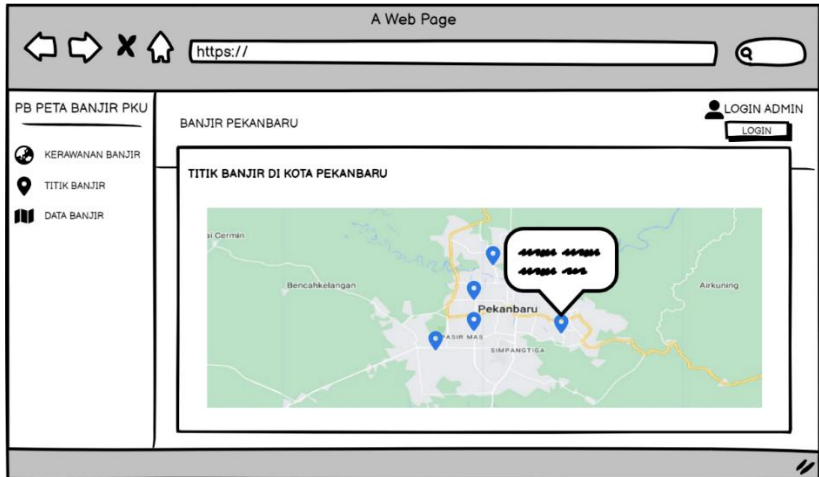 A Web Page
https://
PB PETA BANJIR PKU
KERAWANAN BANJIR
TITIK BANJIR
DATA BANJIR
BANJIR PEKANBARU
LOGIN ADMIN
LOGIN
TITIK BANJIR DI KOTA PEKANBARU
si Cermin
Bencahkelangan
Pekanbaru
Airkuning
PASIR MAS
SIMPANGTIGA